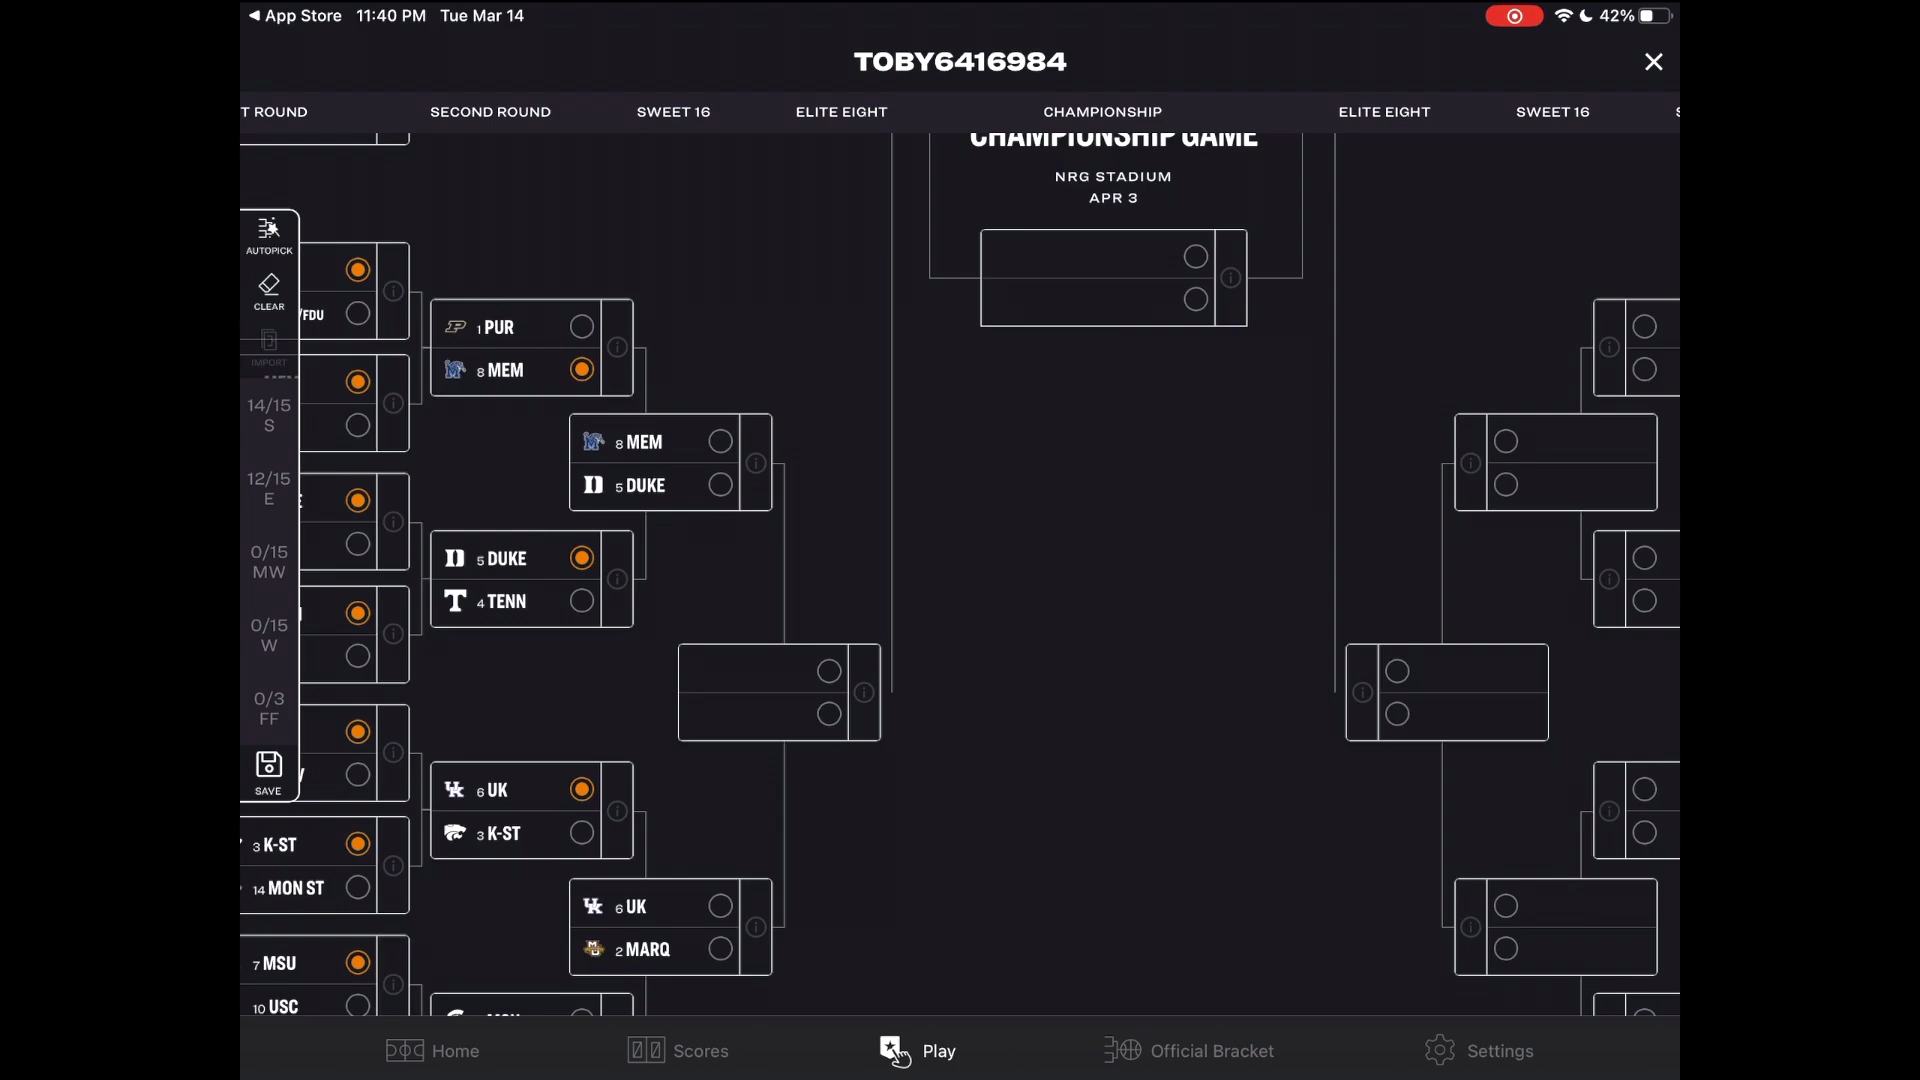 App Store 11:40 PM Tue Mar 14
42%
TOBY6416984
T ROUND SECOND ROUND SWEET 16 ELITE EIGHT CHAMPIONSHIP ELITE EIGHT SWEET 16
CHAMPIONSHIP GAME
NRG STADIUM
APR 3
AUTOPICK
CLEAR
IMPORT
14/15
S
12/15
E
0/15
MW
0/15
W
0/3
FF
SAVE
/FDU
1 PUR
8 MEM
8 MEM
5 DUKE
5 DUKE
4 TENN
6 UK
3 K-ST
3 K-ST
14 MON ST
6 UK
2 MARQ
7 MSU
10 USC
Home Scores Play Official Bracket Settings